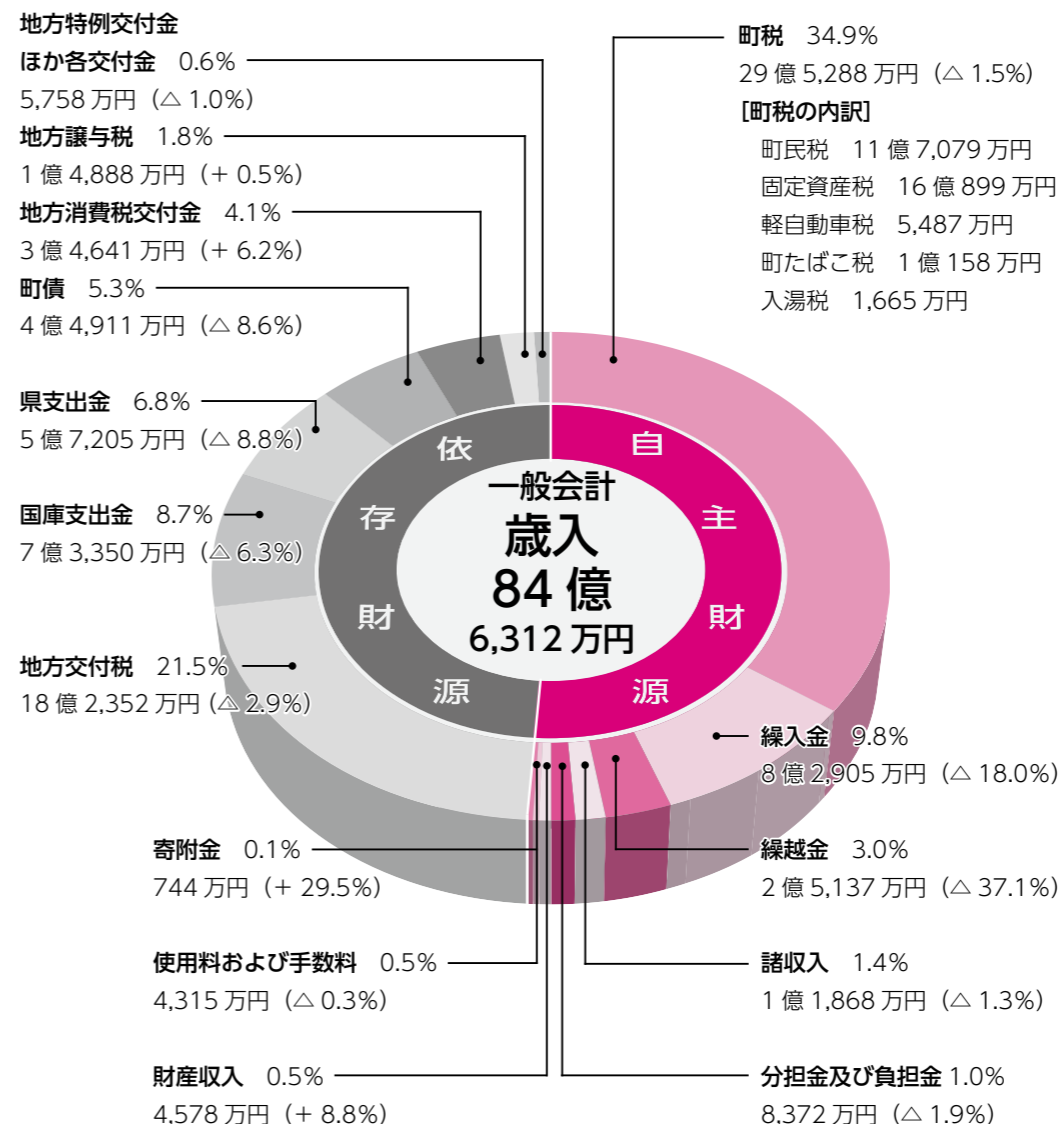 地方特例交付金
ほか各交付金 0.6%
5,758 万円（△ 1.0%）
地方譲与税 1.8%
1 億 4,888 万円（+ 0.5%）
地方消費税交付金 4.1%
3 億 4,641 万円（+ 6.2%）
町債 5.3%
4 億 4,911 万円（△ 8.6%）
県支出金 6.8%
5 億 7,205 万円（△ 8.8%）
国庫支出金 8.7%
7 億 3,350 万円（△ 6.3%）
地方交付税 21.5%
18 億 2,352 万円（△ 2.9%）
町税 34.9%
29 億 5,288 万円（△ 1.5%）
[町税の内訳]
町民税 11 億 7,079 万円
固定資産税 16 億 899 万円
軽自動車税 5,487 万円
町たばこ税 1 億 158 万円
入湯税 1,665 万円
依存財源
自主財源
一般会計
歳入
84 億
6,312 万円
繰入金 9.8%
8 億 2,905 万円（△ 18.0%）
繰越金 3.0%
2 億 5,137 万円（△ 37.1%）
諸収入 1.4%
1 億 1,868 万円（△ 1.3%）
分担金及び負担金 1.0%
8,372 万円（△ 1.9%）
寄附金 0.1%
744 万円（+ 29.5%）
使用料および手数料 0.5%
4,315 万円（△ 0.3%）
財産収入 0.5%
4,578 万円（+ 8.8%）